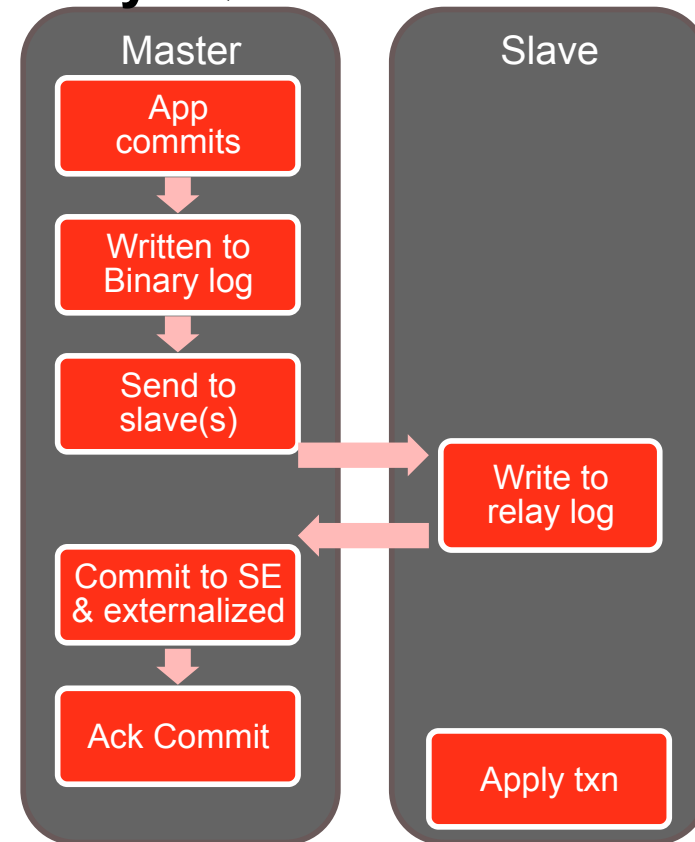 Master
App
commits
Written to
Binary log
Send to
slave(s)
Commit to SE
& externalized
Ack Commit
Slave
Write to
relay log
Apply txn